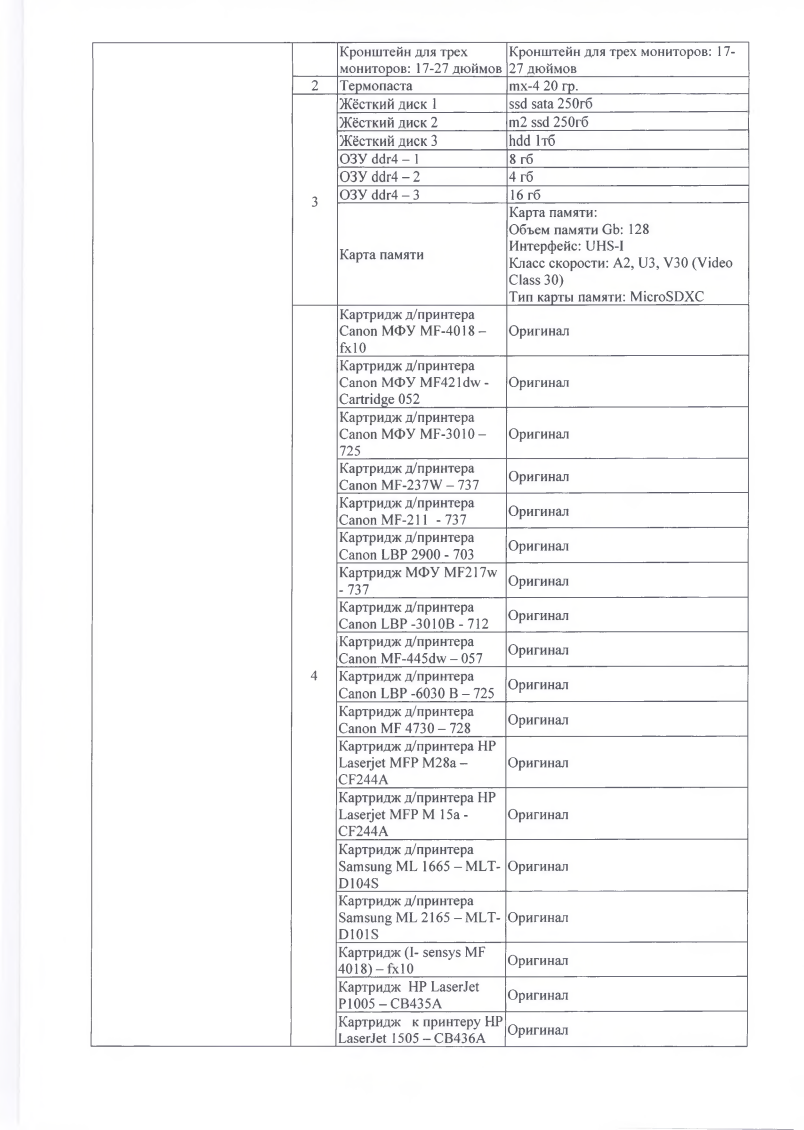 Кронштейн для трех
мониторов: 17-27 дюймов
Кронштейн для трех мониторов: 17-
27 дюймов
2
Термопаста
mx-4 20 гр.
3
Жёсткий диск 1
ssd sata 250гб
Жёсткий диск 2
m2 ssd 250гб
Жёсткий диск 3
hdd 1тб
ОЗУ ddr4 – 1
8 гб
ОЗУ ddr4 – 2
4 гб
ОЗУ ddr4 – 3
16 гб
Карта памяти
Карта памяти:
Объем памяти Gb: 128
Интерфейс: UHS-I
Класс скорости: A2, U3, V30 (Video
Class 30)
Тип карты памяти: MicroSDXC
4
Картридж д/принтера
Canon МФУ MF-4018 –
fx10
Оригинал
Картридж д/принтера
Canon МФУ MF421dw -
Cartridge 052
Оригинал
Картридж д/принтера
Canon МФУ MF-3010 –
725
Оригинал
Картридж д/принтера
Canon MF-237W – 737
Оригинал
Картридж д/принтера
Canon MF-211 - 737
Оригинал
Картридж д/принтера
Canon LBP 2900 - 703
Оригинал
Картридж МФУ MF217w
- 737
Оригинал
Картридж д/принтера
Canon LBP -3010B - 712
Оригинал
Картридж д/принтера
Canon MF-445dw – 057
Оригинал
Картридж д/принтера
Canon LBP -6030 B – 725
Оригинал
Картридж д/принтера
Canon MF 4730 – 728
Оригинал
Картридж д/принтера HP
Laserjet MFP M28a –
CF244A
Оригинал
Картридж д/принтера HP
Laserjet MFP M 15a -
CF244A
Оригинал
Картридж д/принтера
Samsung ML 1665 – MLT-
D104S
Оригинал
Картридж д/принтера
Samsung ML 2165 – MLT-
D101S
Оригинал
Картридж (I- sensys MF
4018) – fx10
Оригинал
Картридж HP LaserJet
P1005 – CB435A
Оригинал
Картридж к принтеру HP
LaserJet 1505 – CB436A
Оригинал